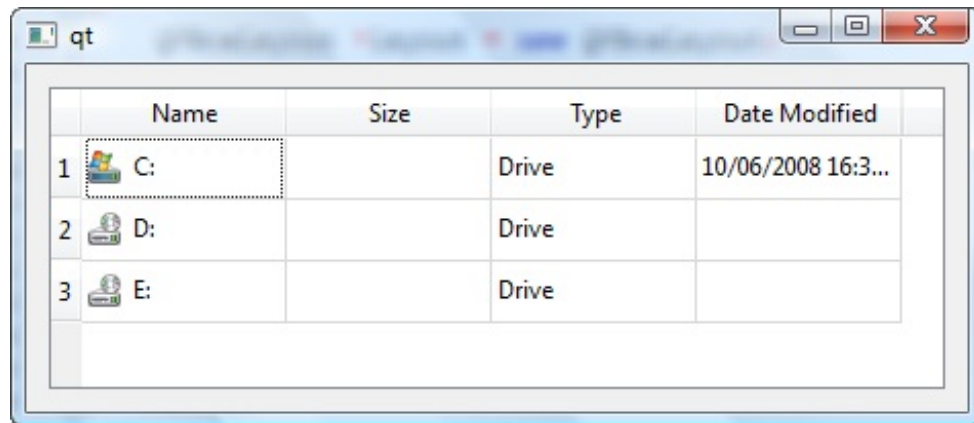 qt
Name Size Type Date Modified
1 C: Drive 10/06/2008 16:3...
2 D: Drive
3 E: Drive